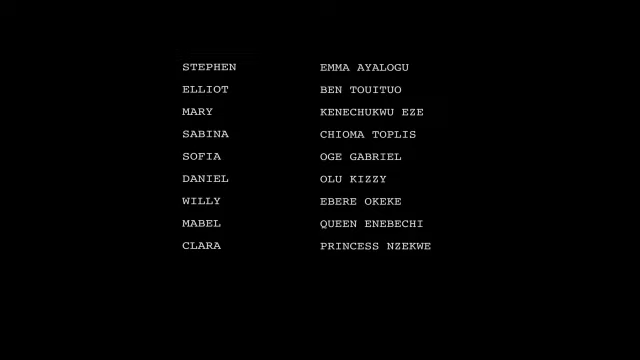 STEPHEN EMMA AYALOGU
ELLIOT BEN TOUITUO
MARY KENECHUKWU EZE
SABINA CHIOMA TOPLIS
SOFIA OGE GABRIEL
DANIEL OLU KIZZY
WILLY EBERE OKEKE
MABEL QUEEN ENEBECHI
CLARA PRINCESS NZEKWE